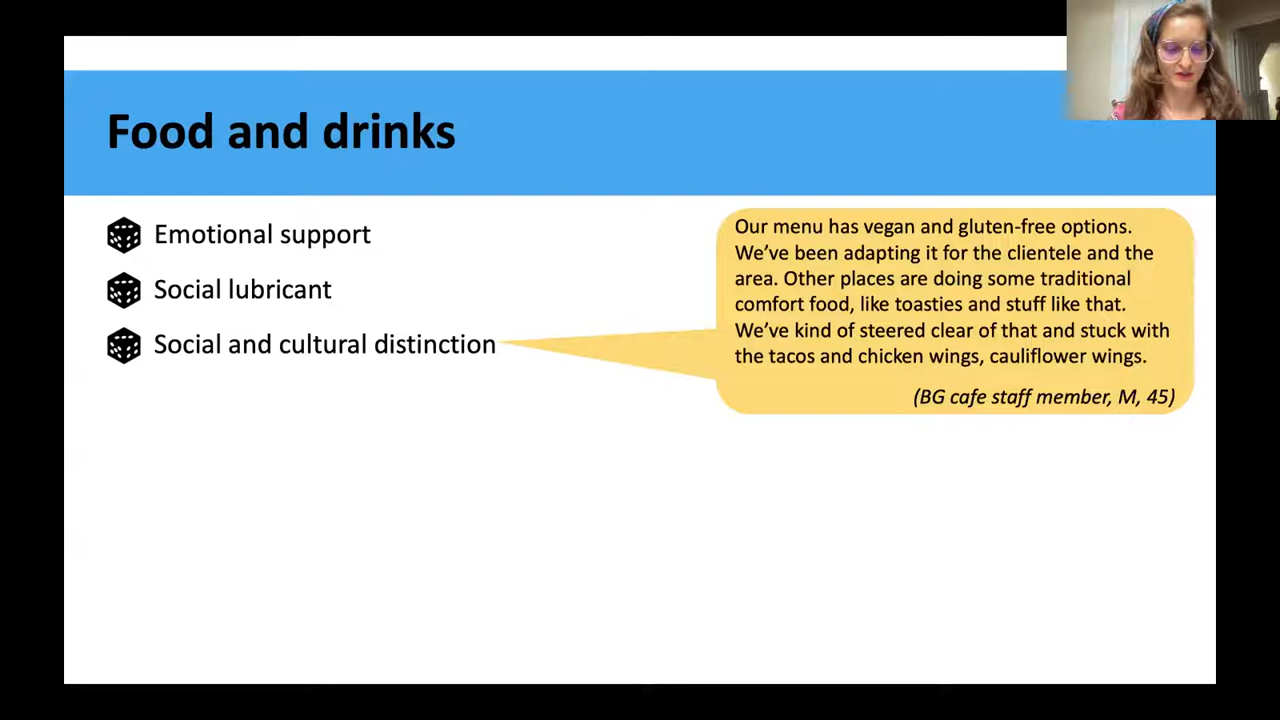 Food and drinks
Emotional support
Social lubricant
Social and cultural distinction
Our menu has vegan and gluten-free options.
We’ve been adapting it for the clientele and the
area. Other places are doing some traditional
comfort food, like toasties and stuff like that.
We’ve kind of steered clear of that and stuck with
the tacos and chicken wings, cauliflower wings.
(BG cafe staff member, M, 45)